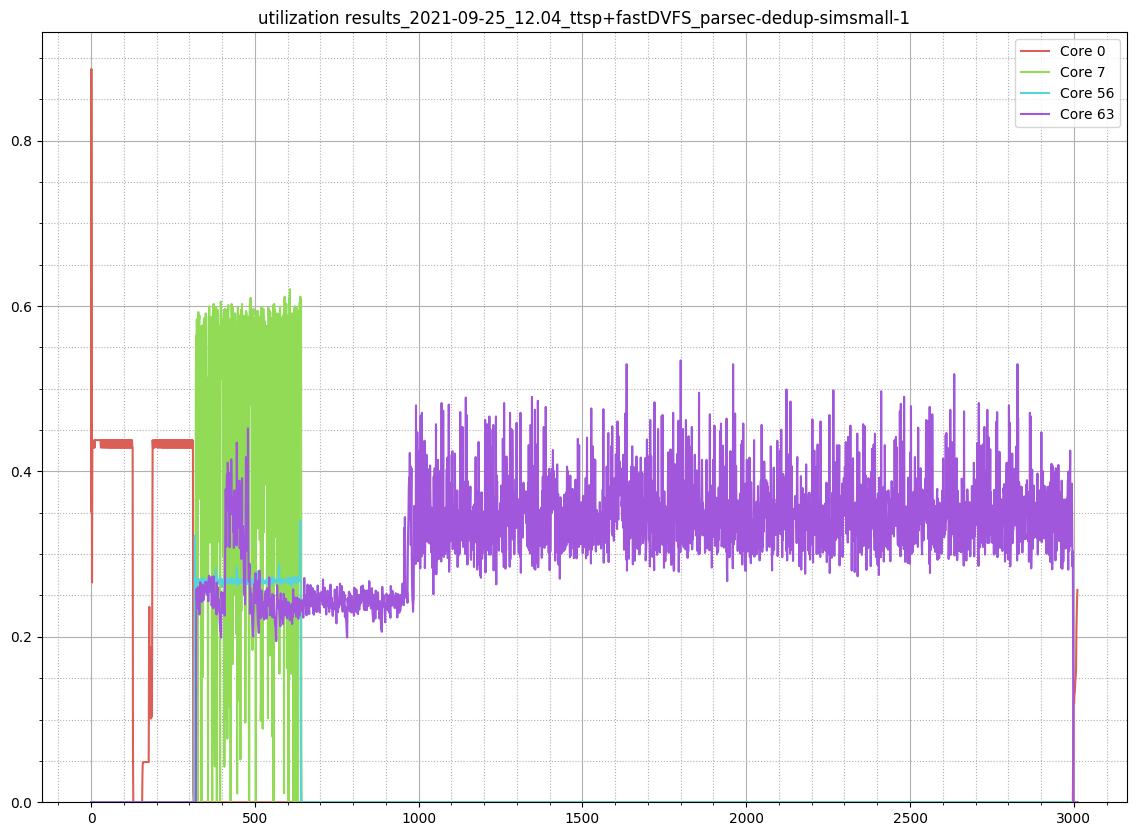 utilization results_2021-09-25_12.04_ttsp+fastDVFS_parsec-dedup-simsmall-1
Core 0
Core 7
Core 56
Core 63
0.8
0.6
0.4
0.2
0.0
0 500 1000 1500 2000 2500 3000